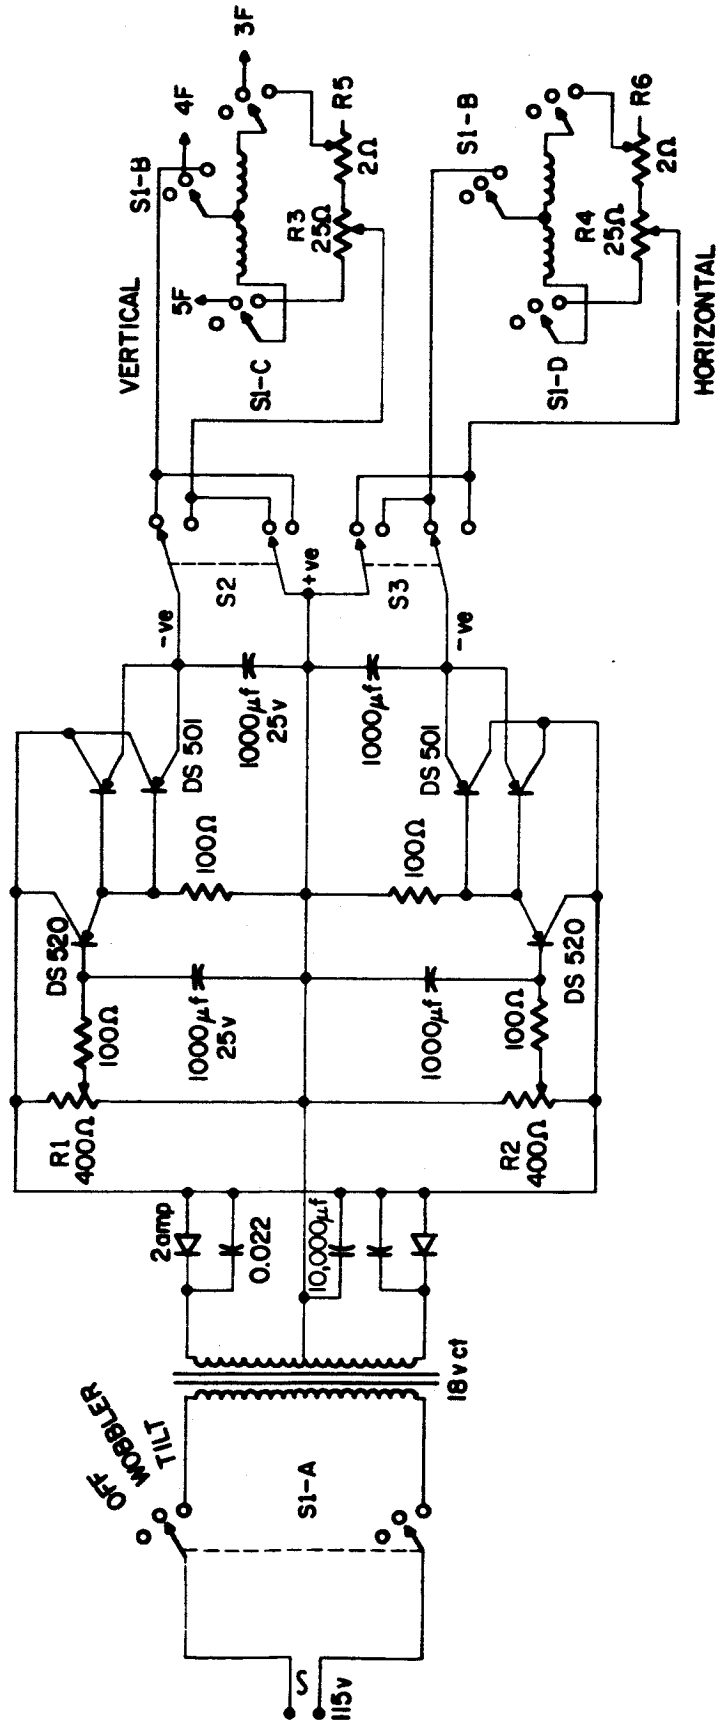 115v
OFF
WOBBLER
TILT
S1-A
18vct
2amp
0.022
10,000µf
R1
400Ω
R2
400Ω
100Ω
DS 520
1000µf
25v
1000µf
100Ω
DS 520
100Ω
100Ω
DS 501
DS 501
1000µf
25v
1000µf
-ve
+ve
-ve
S2
S3
VERTICAL
S1-B
4F
3F
5F
S1-C
R3
25Ω
R5
2Ω
S1-B
S1-D
R4
25Ω
R6
2Ω
HORIZONTAL